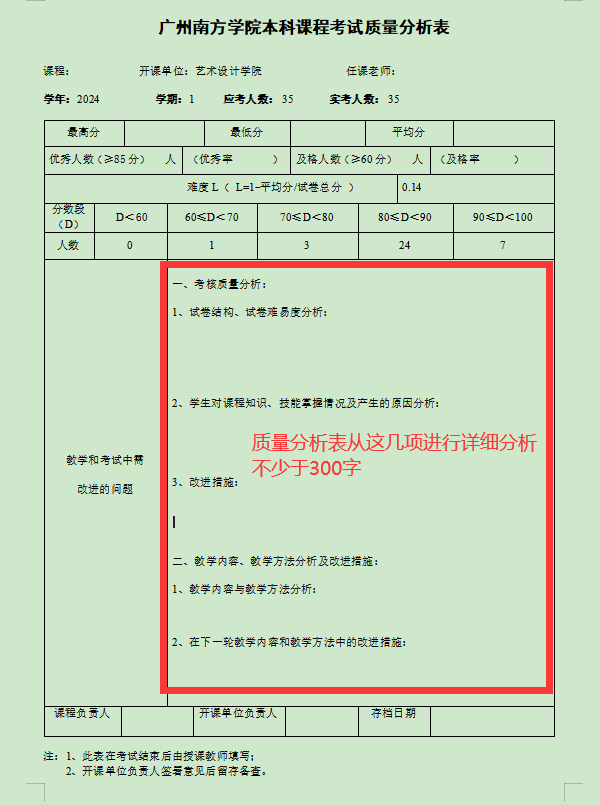 广州南方学院本科课程考试质量分析表
课程： 开课单位：艺术设计学院 任课老师：
学年：2024 学期：1 应考人数：35 实考人数：35
最高分 最低分 平均分
优秀人数（≥85分） 人 （优秀率 ） 及格人数（≥60分） 人 （及格率 ）
难度L（ L=1-平均分/试卷总分 ） 0.14
分数段（D） D＜60 60≤D＜70 70≤D＜80 80≤D＜90 90≤D＜100
人数 0 1 3 24 7
教学和考试中需
改进的问题
一、考核质量分析：
1、试卷结构、试卷难易度分析：
2、学生对课程知识、技能掌握情况及产生的原因分析：
质量分析表从这几项进行详细分析
不少于300字
3、改进措施：
二、教学内容、教学方法分析及改进措施：
1、教学内容与教学方法分析：
2、在下一轮教学内容和教学方法中的改进措施：
课程负责人 开课单位负责人 存档日期
注：1、此表在考试结束后由授课教师填写；
2、开课单位负责人签署意见后留存备查。